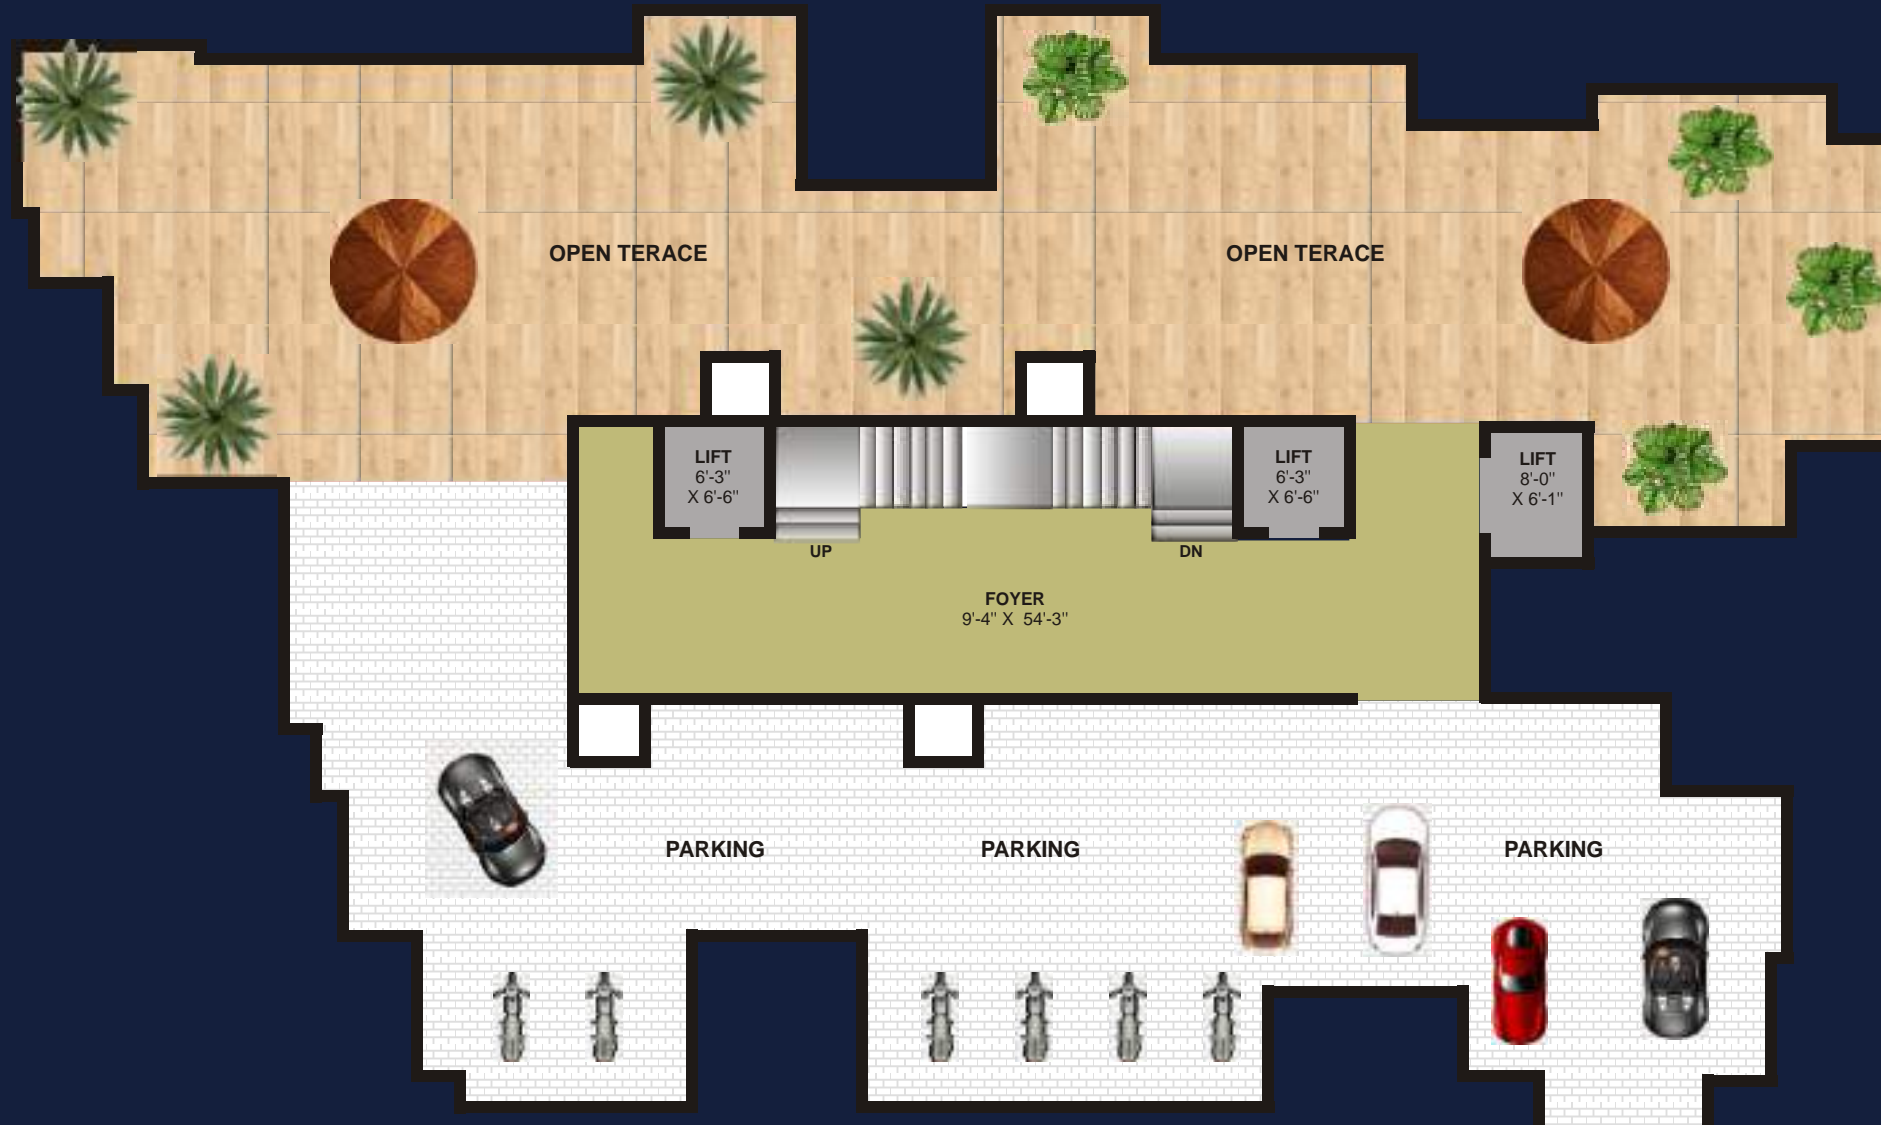 OPEN TERACE
OPEN TERACE
LIFT
6'-3"
X 6'-6"
LIFT
6'-3"
X 6'-6"
LIFT
8'-0"
X 6'-1"
UP
DN
FOYER
9'-4" X 54'-3"
PARKING
PARKING
PARKING